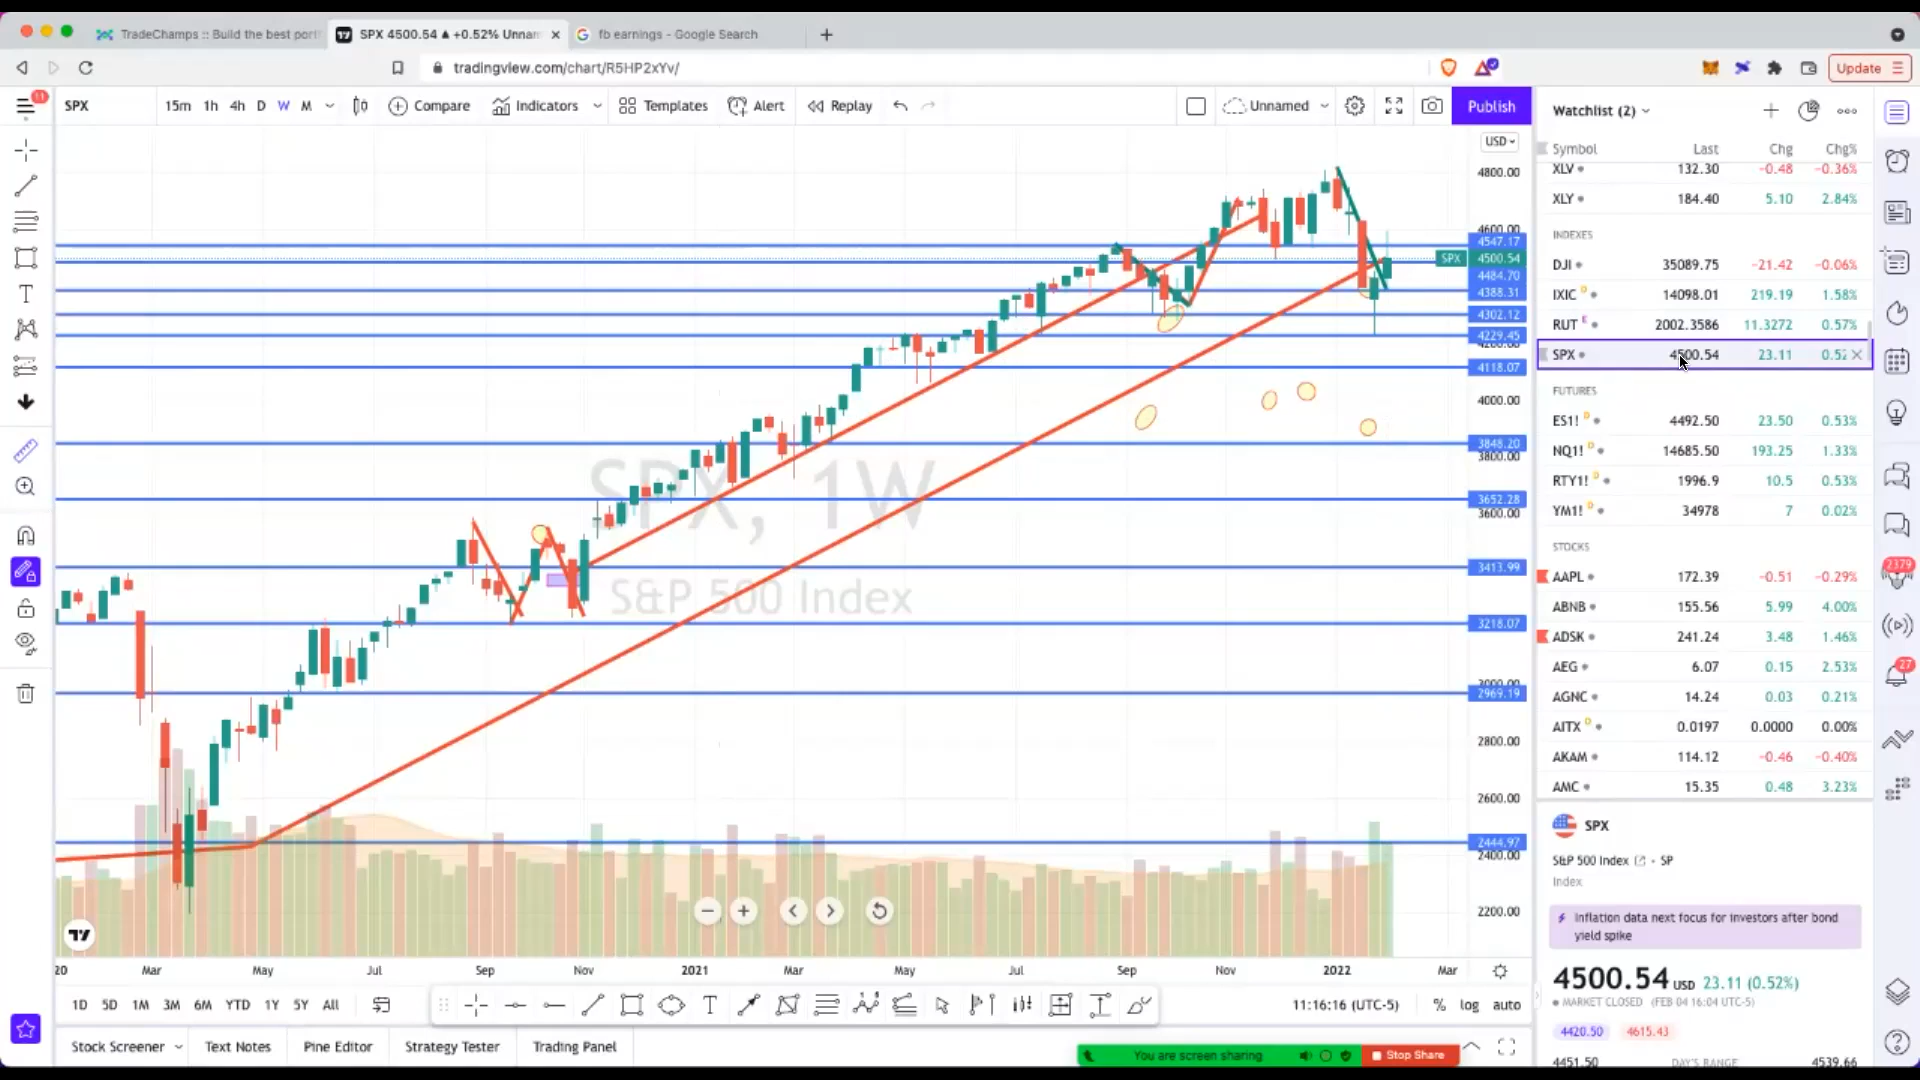 TradeChamps :: Build the best port
SPX 4500.54 ▲ +0.52% Unnam
fb earnings - Google Search
tradingview.com/chart/R5HP2xYv/
Update
11
SPX
15m 1h 4h D W M
Compare
Indicators
Templates
Alert
Replay
Unnamed
Publish
Watchlist (2)
USD
Symbol Last Chg Chg%
XLV 132.30 -0.48 -0.36%
XLY 184.40 5.10 2.84%
INDEXES
DJI 35089.75 -21.42 -0.06%
IXIC D 14098.01 219.19 1.58%
RUT E 2002.3586 11.3272 0.57%
SPX 4500.54 23.11 0.52
FUTURES
ES1! D 4492.50 23.50 0.53%
NQ1! D 14685.50 193.25 1.33%
RTY1! D 1996.9 10.5 0.53%
YM1! D 34978 7 0.02%
STOCKS
AAPL 172.39 -0.51 -0.29%
ABNB 155.56 5.99 4.00%
ADSK 241.24 3.48 1.46%
AEG 6.07 0.15 2.53%
AGNC 14.24 0.03 0.21%
AITX D 0.0197 0.0000 0.00%
AKAM 114.12 -0.46 -0.40%
AMC 15.35 0.48 3.23%
SPX
S&P 500 Index SP
Index
Inflation data next focus for investors after bond
yield spike
4500.54 USD 23.11 (0.52%)
MARKET CLOSED (FEB 04 16:04 UTC-5)
4420.50 4615.43
4451.50 DAY'S RANGE 4539.66
2379
27
4800.00
4600.00
4547.17
SPX 4500.54
4484.70
4388.31
4302.12
4229.45
4118.07
4000.00
3848.20
3800.00
3652.28
3600.00
3413.99
3218.07
2969.19
2800.00
2600.00
2444.97
2400.00
2200.00
SPX, 1W
S&P 500 Index
20 Mar May Jul Sep Nov 2021 Mar May Jul Sep Nov 2022 Mar
1D 5D 1M 3M 6M YTD 1Y 5Y All
11:16:16 (UTC-5)
% log auto
Stock Screener
Text Notes
Pine Editor
Strategy Tester
Trading Panel
You are screen sharing
Stop Share